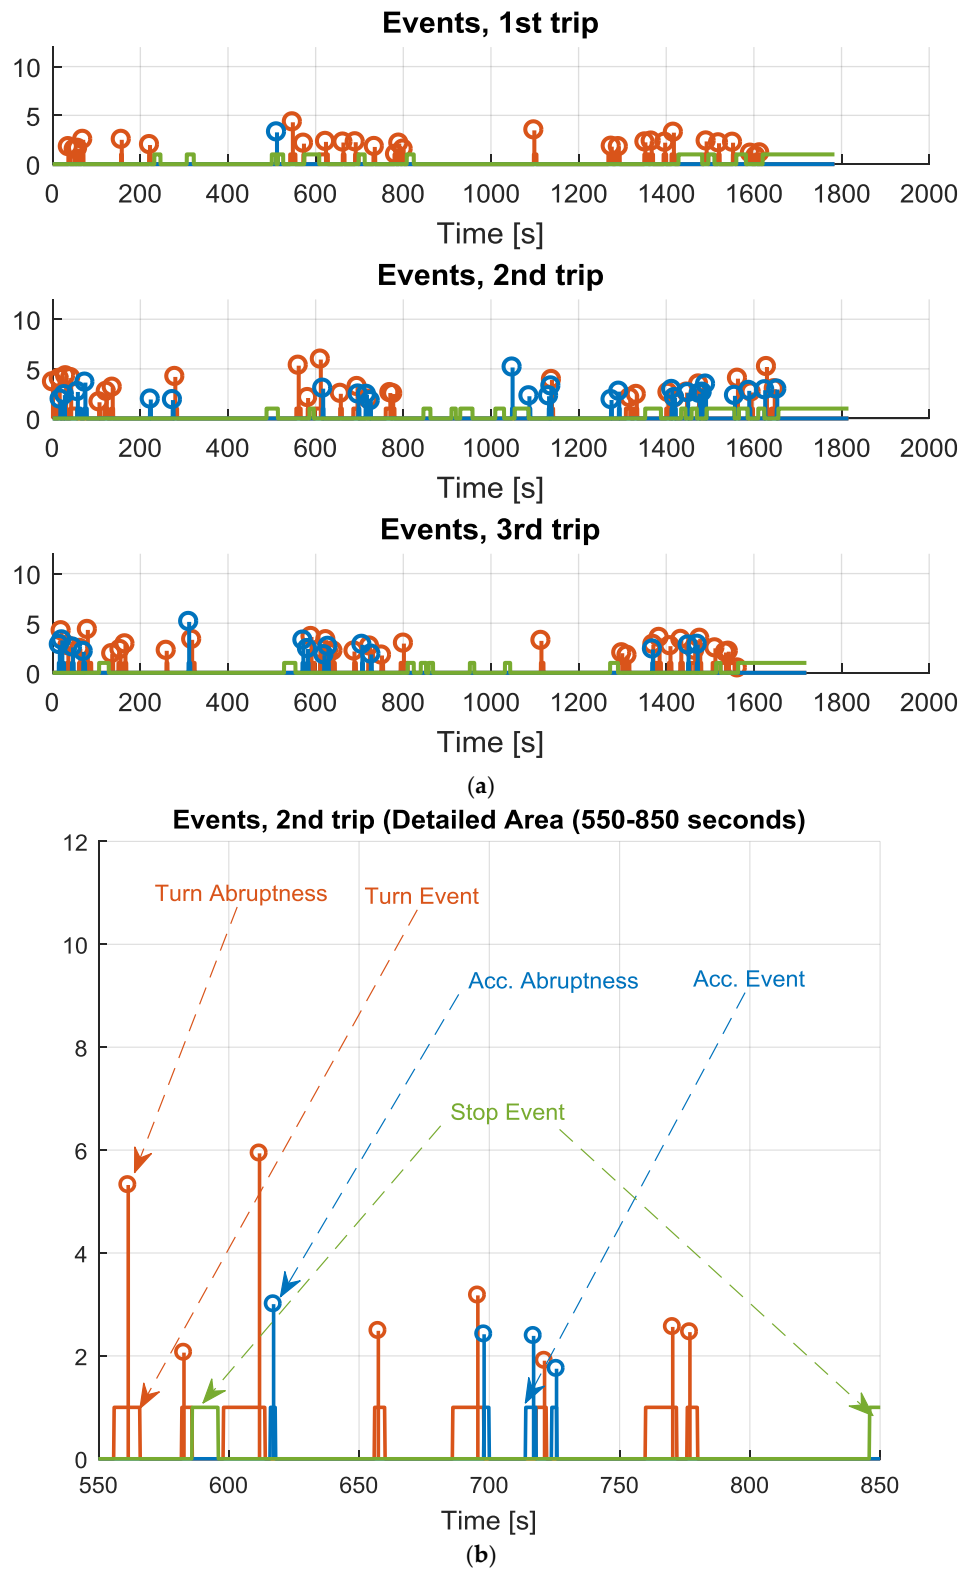 Events, 1st trip
10
5
0
0 200 400 600 800 1000 1200 1400 1600 1800 2000
Time [s]
Events, 2nd trip
10
5
0
0 200 400 600 800 1000 1200 1400 1600 1800 2000
Time [s]
Events, 3rd trip
10
5
0
0 200 400 600 800 1000 1200 1400 1600 1800 2000
Time [s]
(a)
Events, 2nd trip (Detailed Area (550-850 seconds)
12
Turn Abruptness Turn Event
10
Acc. Abruptness Acc. Event
8
Stop Event
6
4
2
0
550 600 650 700 750 800 850
Time [s]
(b)